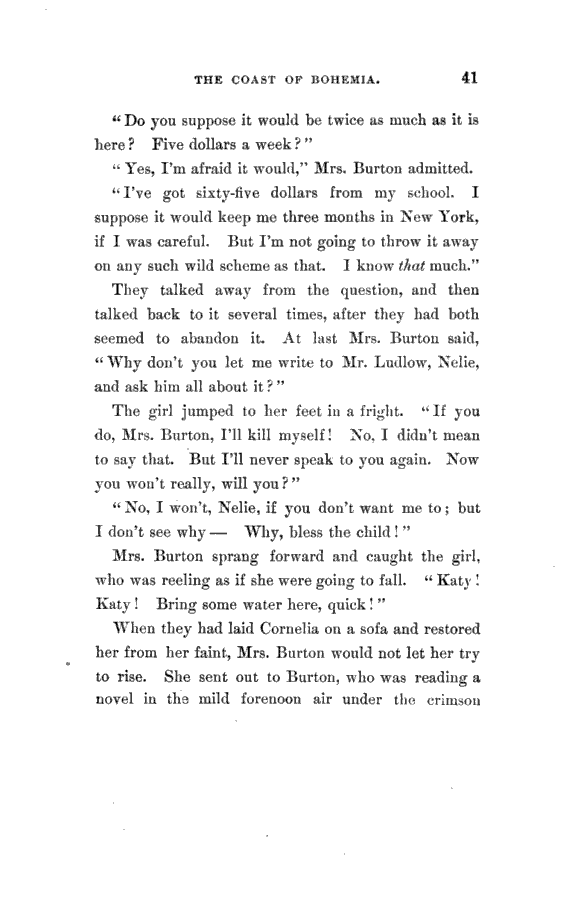 THE COAST OF BOHEMIA. 41
"Do you suppose it would be twice as much as it is
here? Five dollars a week?"
"Yes, I'm afraid it would," Mrs. Burton admitted.
"I've got sixty-five dollars from my school. I
suppose it would keep me three months in New York,
if I was careful. But I'm not going to throw it away
on any such wild scheme as that. I know that much."
They talked away from the question, and then
talked back to it several times, after they had both
seemed to abandon it. At last Mrs. Burton said,
"Why don't you let me write to Mr. Ludlow, Nelie,
and ask him all about it?"
The girl jumped to her feet in a fright. "If you
do, Mrs. Burton, I'll kill myself! No, I didn't mean
to say that. But I'll never speak to you again. Now
you won't really, will you?"
"No, I won't, Nelie, if you don't want me to; but
I don't see why— Why, bless the child!"
Mrs. Burton sprang forward and caught the girl,
who was reeling as if she were going to fall. "Katy!
Katy! Bring some water here, quick!"
When they had laid Cornelia on a sofa and restored
her from her faint, Mrs. Burton would not let her try
to rise. She sent out to Burton, who was reading a
novel in the mild forenoon air under the crimson